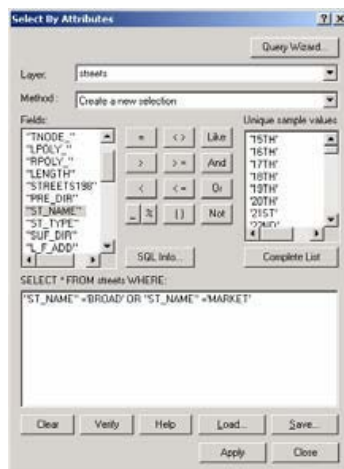 Select By Attributes
Query Wizard...
Layer: streets
Method: Create a new selection
Fields: Unique sample values
"TNODE_"
"LPOLY_"
"RPOLY_"
"LENGTH"
"STREETS198"
"PRE_DIR"
"ST_NAME"
"ST_TYPE"
"SUF_DIR"
"L_F_ADD"
= <> Like
> >= And
< <= Or
_ % () Not
'15TH'
'16TH'
'17TH'
'18TH'
'19TH'
'20TH'
'21ST'
'22ND'
SQL Info... Complete List
SELECT * FROM streets WHERE:
"ST_NAME" ='BROAD' OR "ST_NAME" ='MARKET'
Clear Verify Help Load... Save...
Apply Close